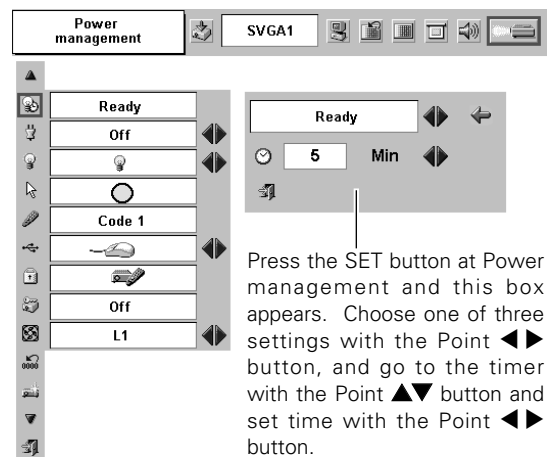 Power
management
SVGA1
Ready
Off
Code 1
Off
L1
Ready
5 Min
Press the SET button at Power
management and this box
appears. Choose one of three
settings with the Point ◀ ▶
button, and go to the timer
with the Point ▲▼ button and
set time with the Point ◀ ▶
button.